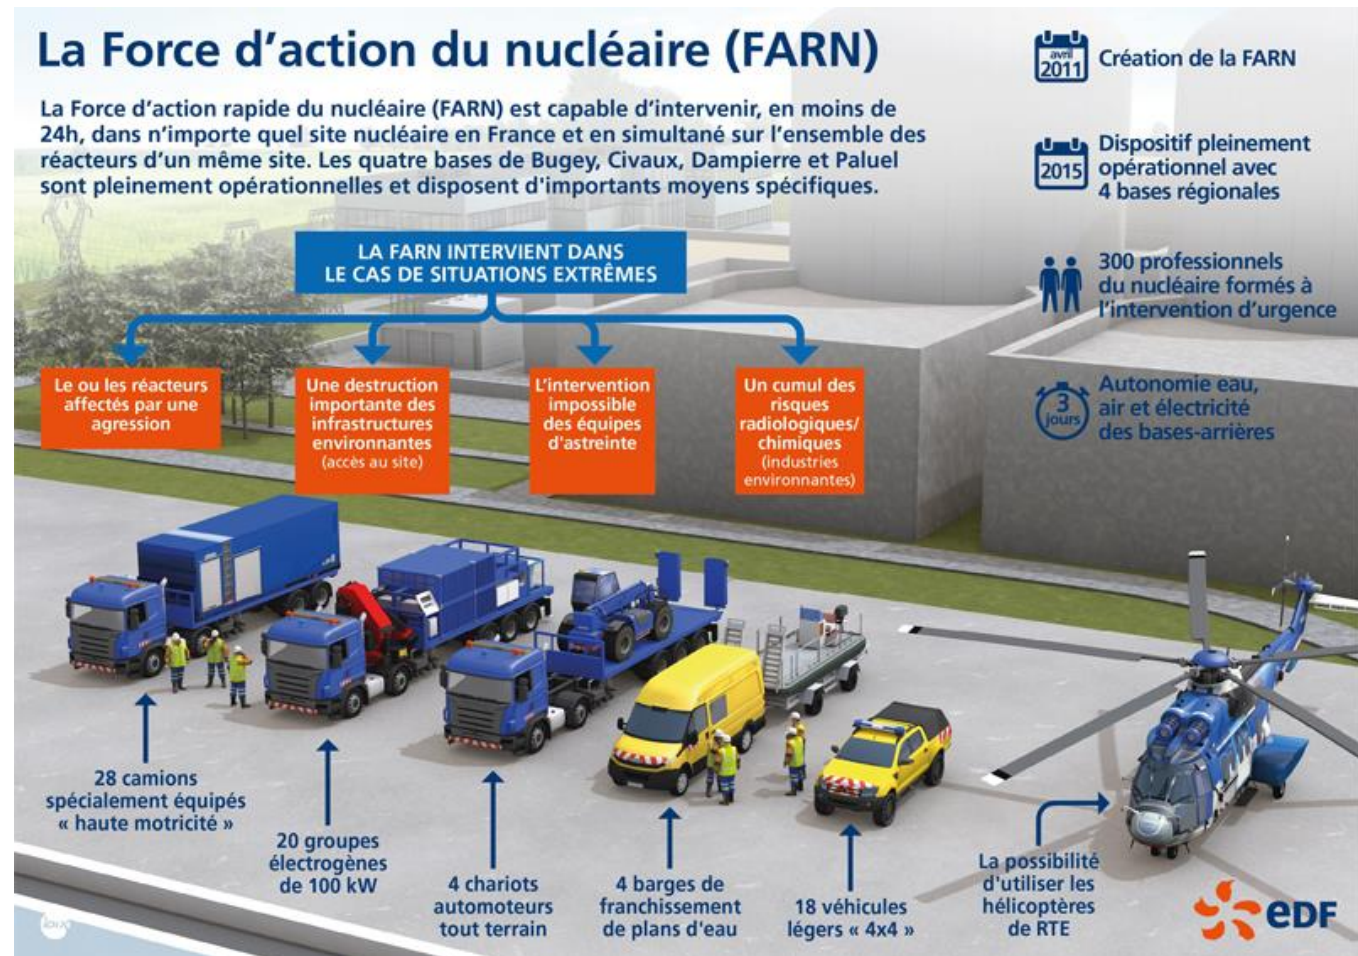 La Force d’action du nucléaire (FARN)
La Force d’action rapide du nucléaire (FARN) est capable d’intervenir, en moins de
24h, dans n’importe quel site nucléaire en France et en simultané sur l’ensemble des
réacteurs d’un même site. Les quatre bases de Bugey, Civaux, Dampierre et Paluel
sont pleinement opérationnelles et disposent d'importants moyens spécifiques.
avril
2011
Création de la FARN
2015
Dispositif pleinement
opérationnel avec
4 bases régionales
300 professionnels
du nucléaire formés à
l’intervention d’urgence
3
jours
Autonomie eau,
air et électricité
des bases-arrières
LA FARN INTERVIENT DANS
LE CAS DE SITUATIONS EXTRÊMES
Le ou les réacteurs
affectés par une
agression
Une destruction
importante des
infrastructures
environnantes
(accès au site)
L’intervention
impossible
des équipes
d'astreinte
Un cumul des
risques
radiologiques/
chimiques
(industries
environnantes)
28 camions
spécialement équipés
« haute motricité »
20 groupes
électrogènes
de 100 kW
4 chariots
automoteurs
tout terrain
4 barges de
franchissement
de plans d'eau
18 véhicules
légers « 4x4 »
La possibilité
d'utiliser les
hélicoptères
de RTE
eDF